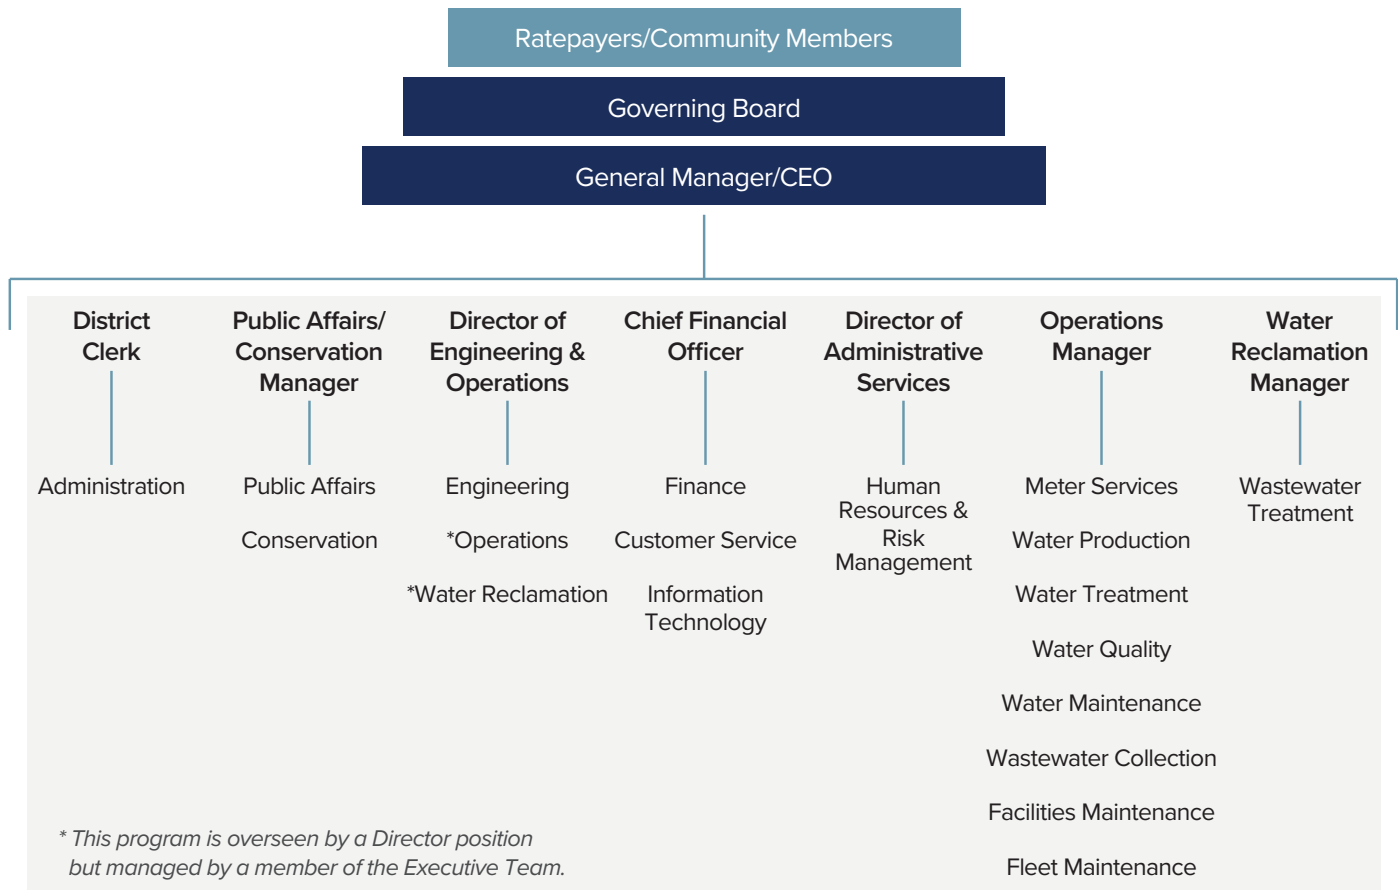 Ratepayers/Community Members
Governing Board
General Manager/CEO
District
Clerk
Administration
Public Affairs/
Conservation
Manager
Public Affairs
Conservation
Director of
Engineering &
Operations
Engineering
*Operations
*Water Reclamation
Chief Financial
Officer
Finance
Customer Service
Information
Technology
Director of
Administrative
Services
Human
Resources &
Risk
Management
Operations
Manager
Meter Services
Water Production
Water Treatment
Water Quality
Water Maintenance
Wastewater Collection
Facilities Maintenance
Fleet Maintenance
Water
Reclamation
Manager
Wastewater
Treatment
* This program is overseen by a Director position
but managed by a member of the Executive Team.